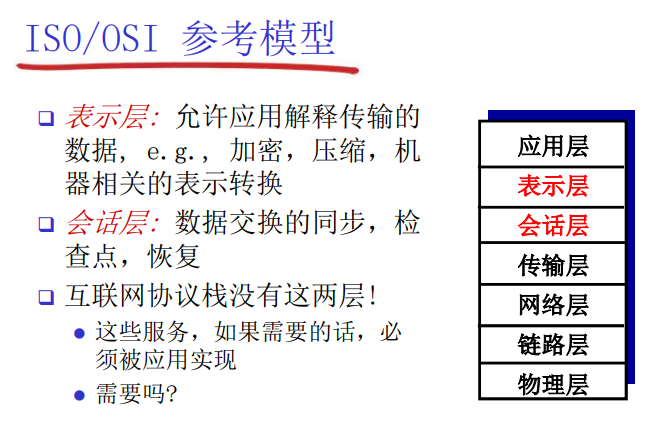 ISO/OSI 参考模型
表示层: 允许应用解释传输的
数据, e.g., 加密，压缩，机
器相关的表示转换
会话层: 数据交换的同步，检
查点，恢复
互联网协议栈没有这两层!
这些服务，如果需要的话，必
须被应用实现
需要吗?
应用层
表示层
会话层
传输层
网络层
链路层
物理层